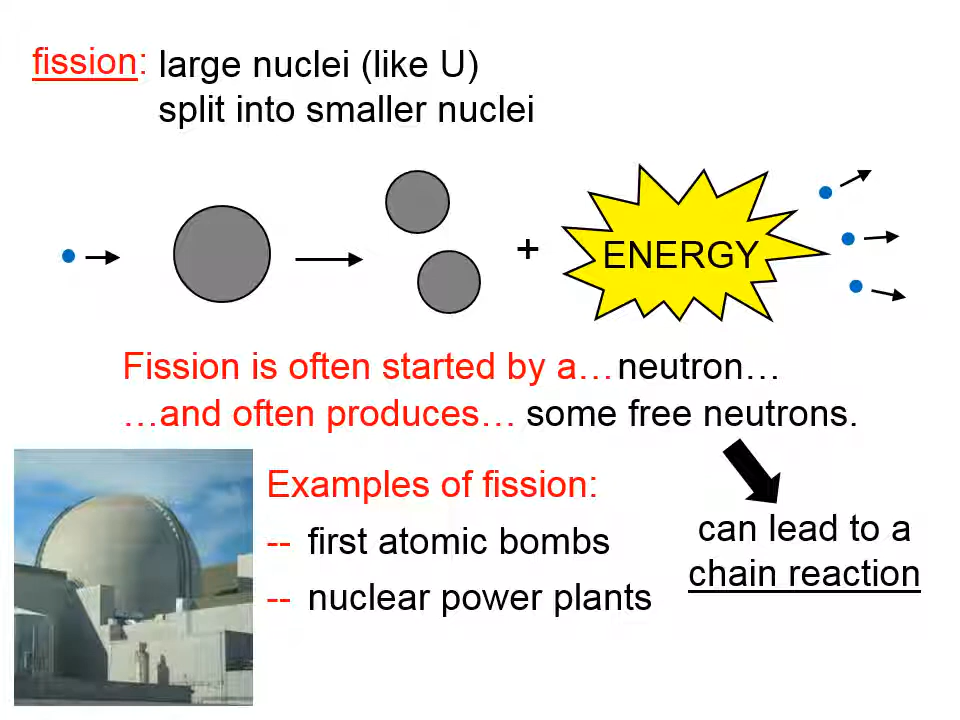 fission: large nuclei (like U)
split into smaller nuclei
+ ENERGY
Fission is often started by a… neutron…
…and often produces… some free neutrons.
Examples of fission:
-- first atomic bombs
-- nuclear power plants
can lead to a
chain reaction